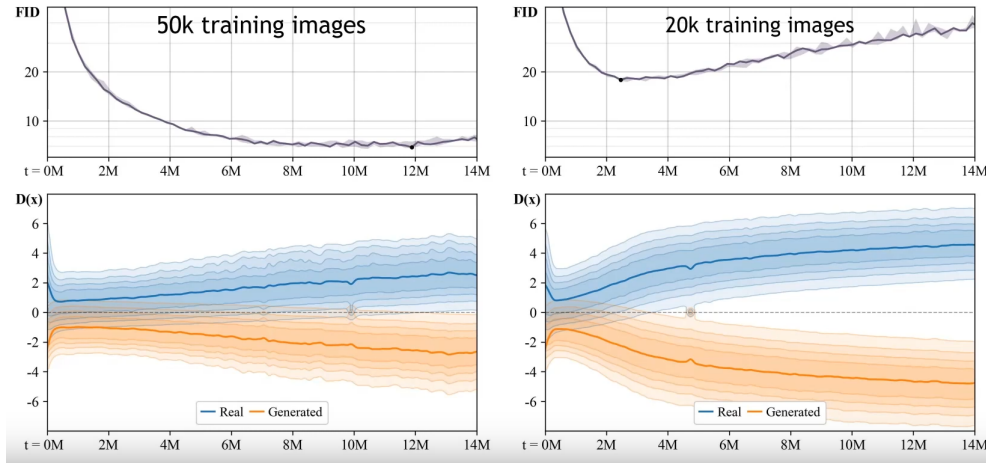 FID
50k training images
20
10
t = 0M 2M 4M 6M 8M 10M 12M 14M
FID
20k training images
20
10
t = 0M 2M 4M 6M 8M 10M 12M 14M
D(x)
6
4
2
0
-2
-4
-6
Real Generated
t = 0M 2M 4M 6M 8M 10M 12M 14M
D(x)
6
4
2
0
-2
-4
-6
Real Generated
t = 0M 2M 4M 6M 8M 10M 12M 14M